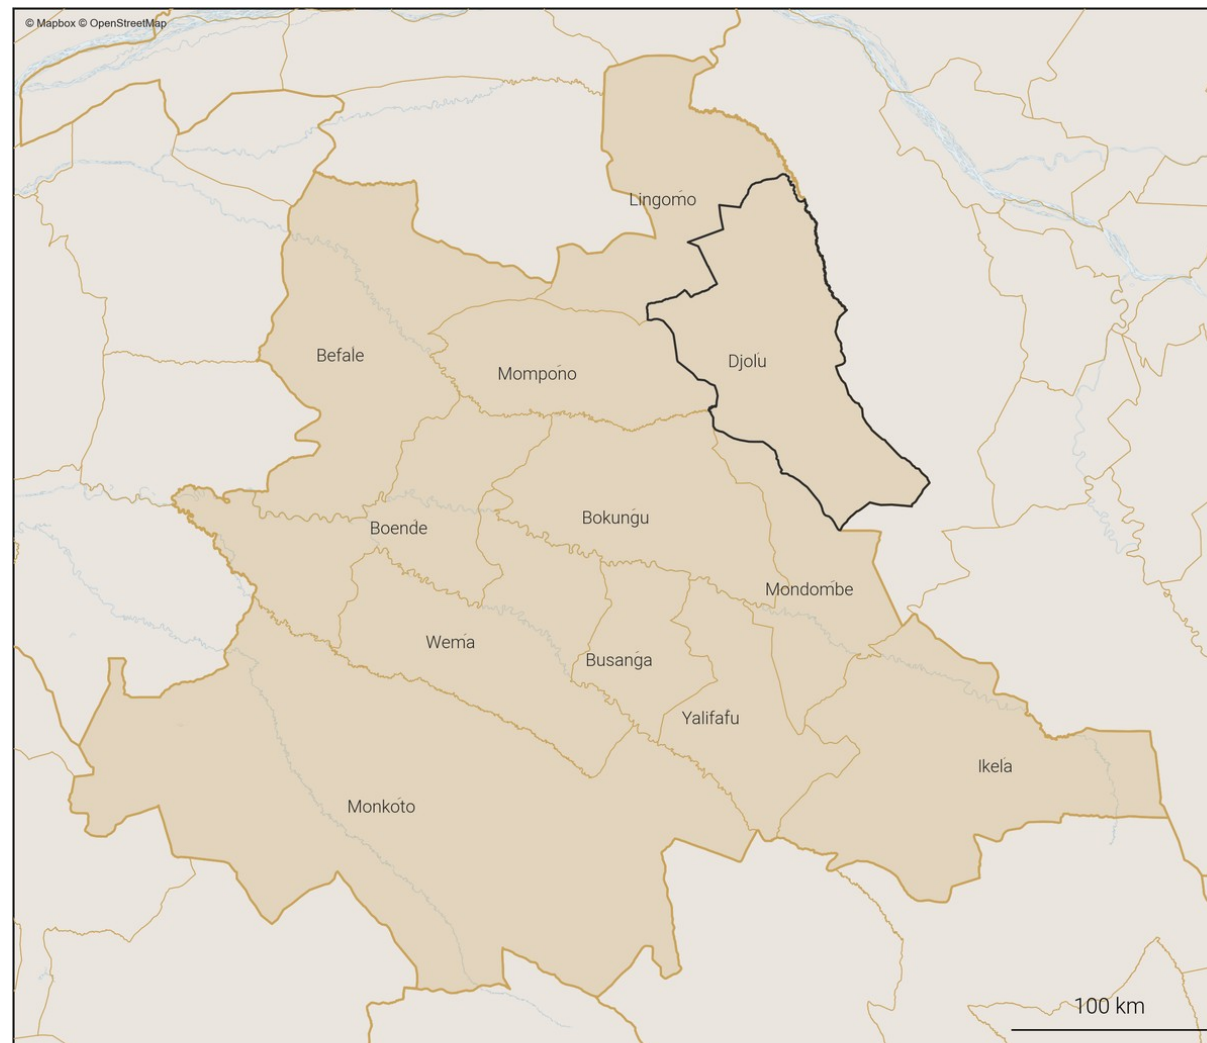 © Mapbox © OpenStreetMap
Lingomo
Befale
Djolu
Mompono
Bokungu
Boende
Mondombe
Wema
Busanga
Yalifafu
Ikela
Monkoto
100 km